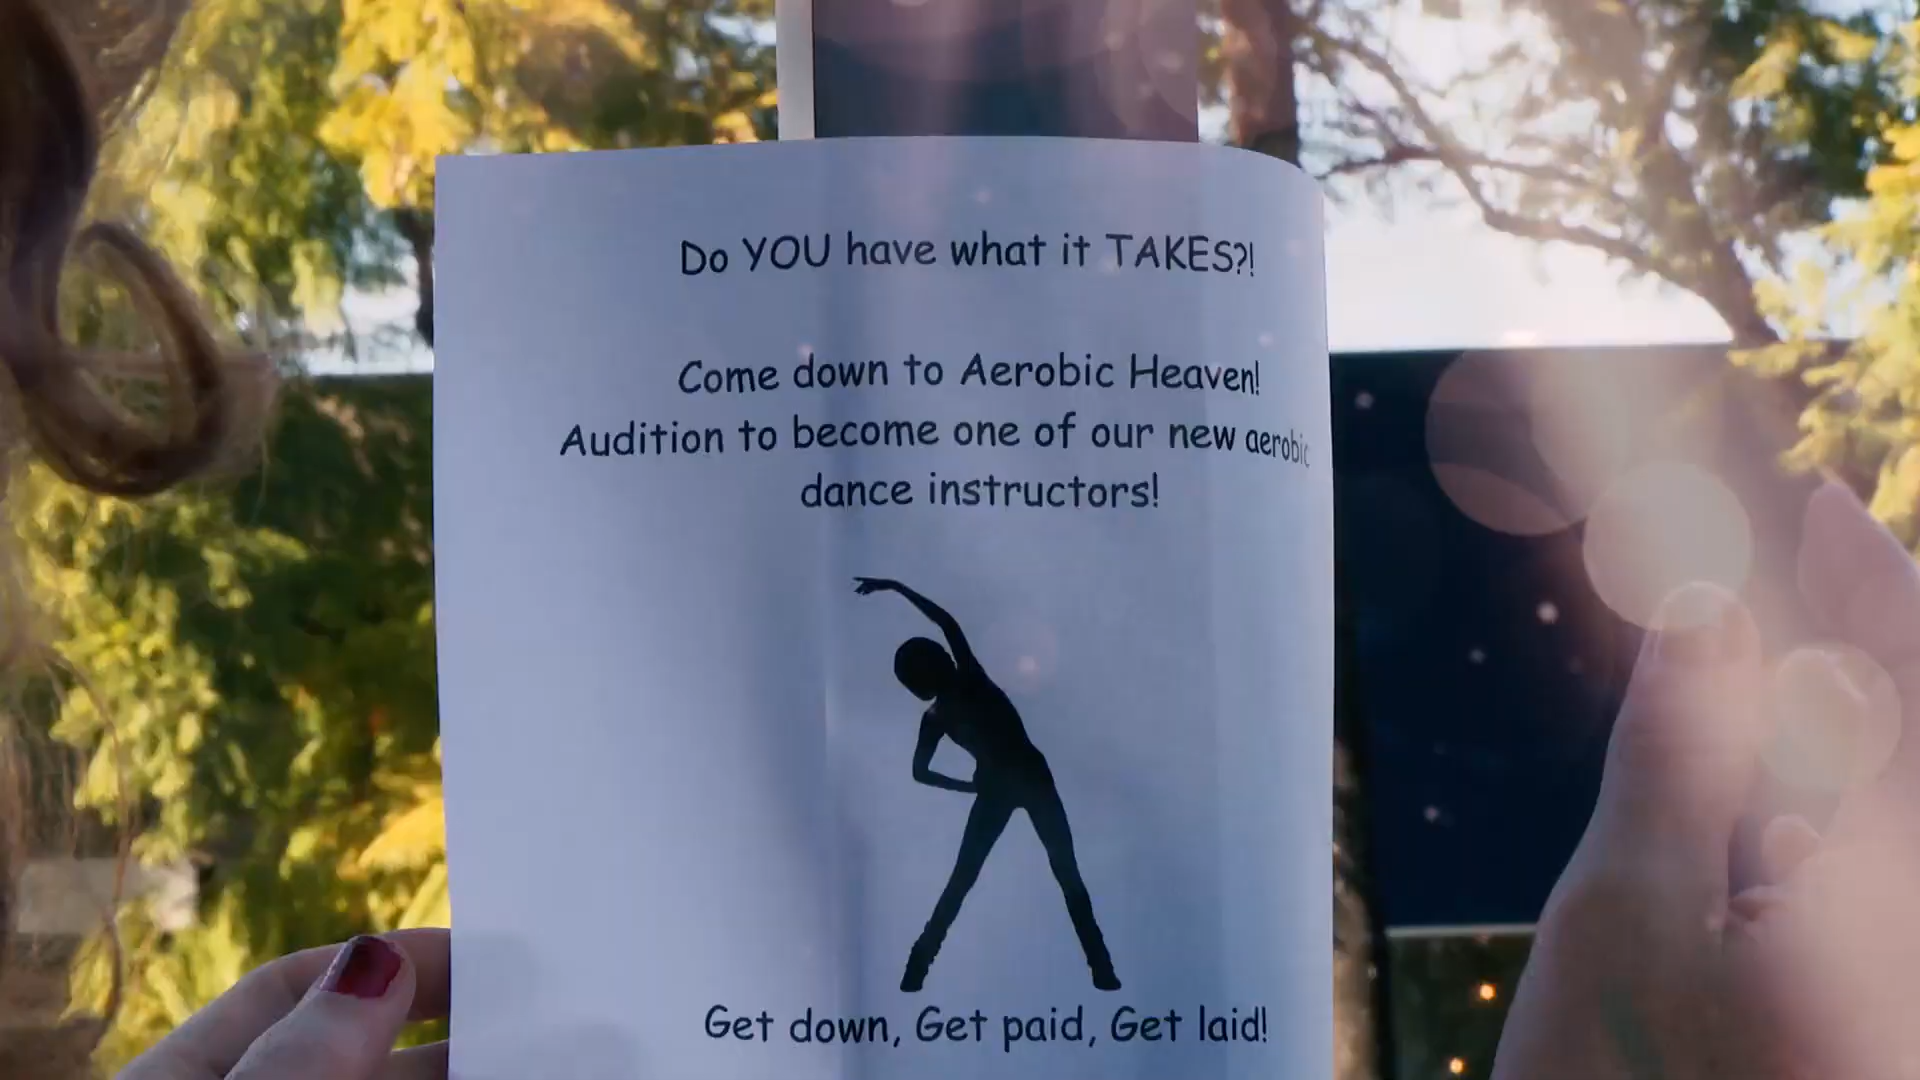 Do YOU have what it TAKES?!
Come down to Aerobic Heaven!
Audition to become one of our new aerobic
dance instructors!
Get down, Get paid, Get laid!